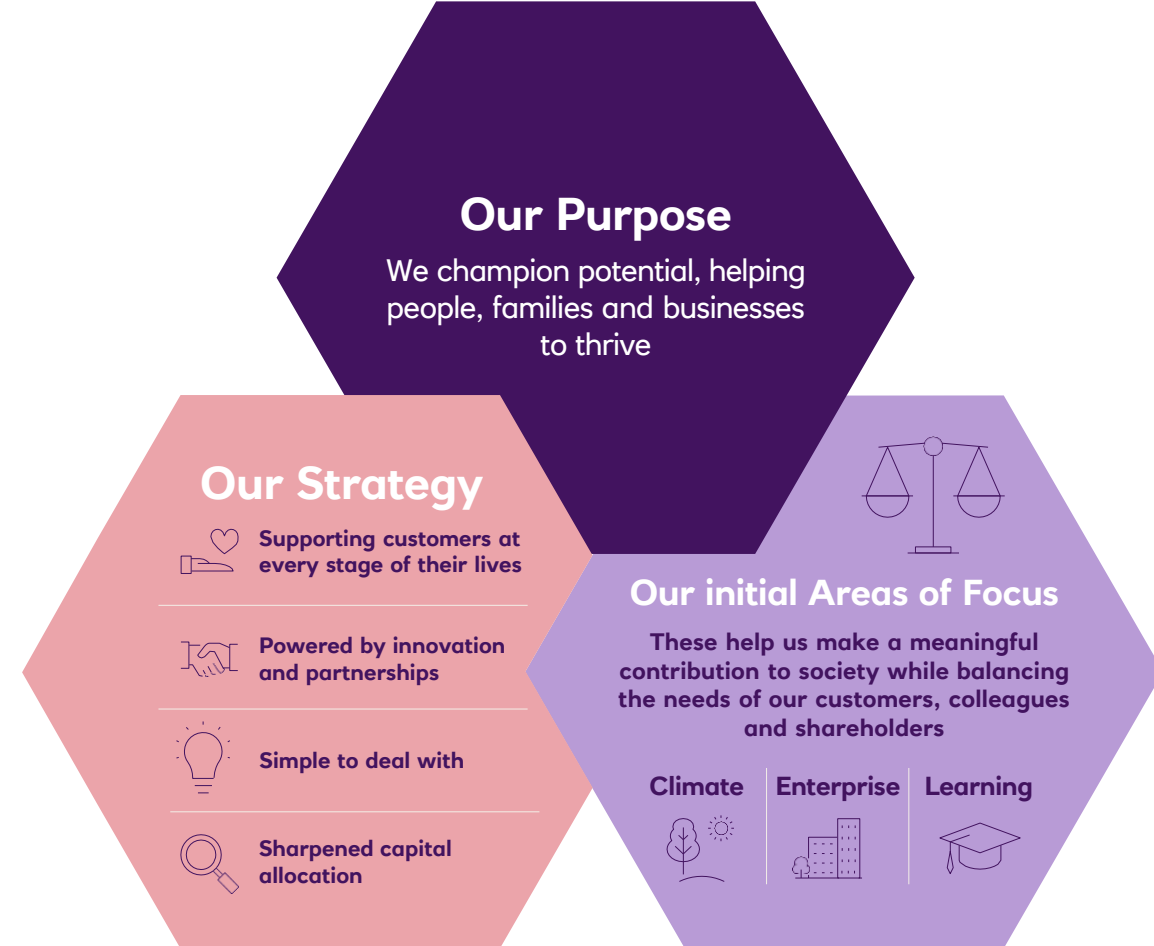 Our Purpose
We champion potential, helping
people, families and businesses
to thrive
Our Strategy
Supporting customers at
every stage of their lives
Powered by innovation
and partnerships
Simple to deal with
Sharpened capital
allocation
Our initial Areas of Focus
These help us make a meaningful
contribution to society while balancing
the needs of our customers, colleagues
and shareholders
Climate
Enterprise
Learning